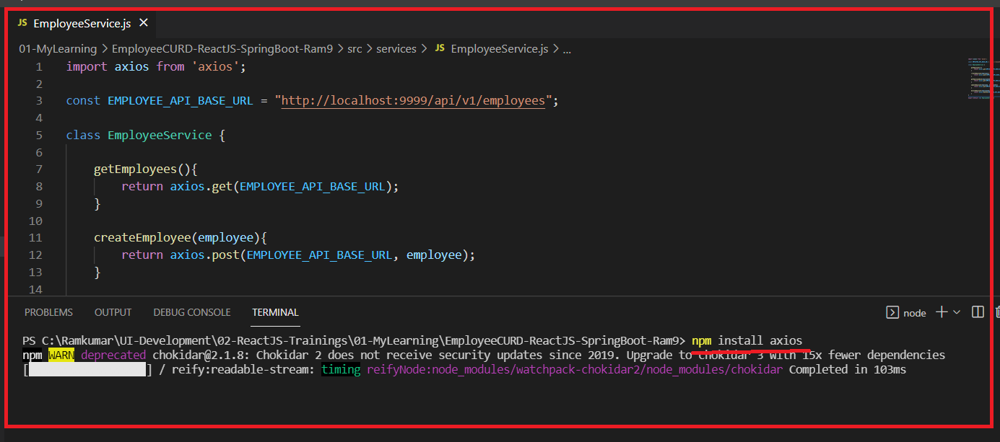 JS EmployeeService.js ×
01-MyLearning > EmployeeCURD-ReactJS-SpringBoot-Ram9 > src > services > JS EmployeeService.js > ...
1 import axios from 'axios';
2
3 const EMPLOYEE_API_BASE_URL = "http://localhost:9999/api/v1/employees";
4
5 class EmployeeService {
6
7 getEmployees(){
8 return axios.get(EMPLOYEE_API_BASE_URL);
9 }
10
11 createEmployee(employee){
12 return axios.post(EMPLOYEE_API_BASE_URL, employee);
13 }
14
PROBLEMS OUTPUT DEBUG CONSOLE TERMINAL node
PS C:\Ramkumar\UI-Development\02-ReactJS-Trainings\01-MyLearning\EmployeeCURD-ReactJS-SpringBoot-Ram9> npm install axios
npm WARN deprecated chokidar@2.1.8: Chokidar 2 does not receive security updates since 2019. Upgrade to chokidar 3 with 15x fewer dependencies
[ ] / reify:readable-stream: timing reifyNode:node_modules/watchpack-chokidar2/node_modules/chokidar Completed in 103ms